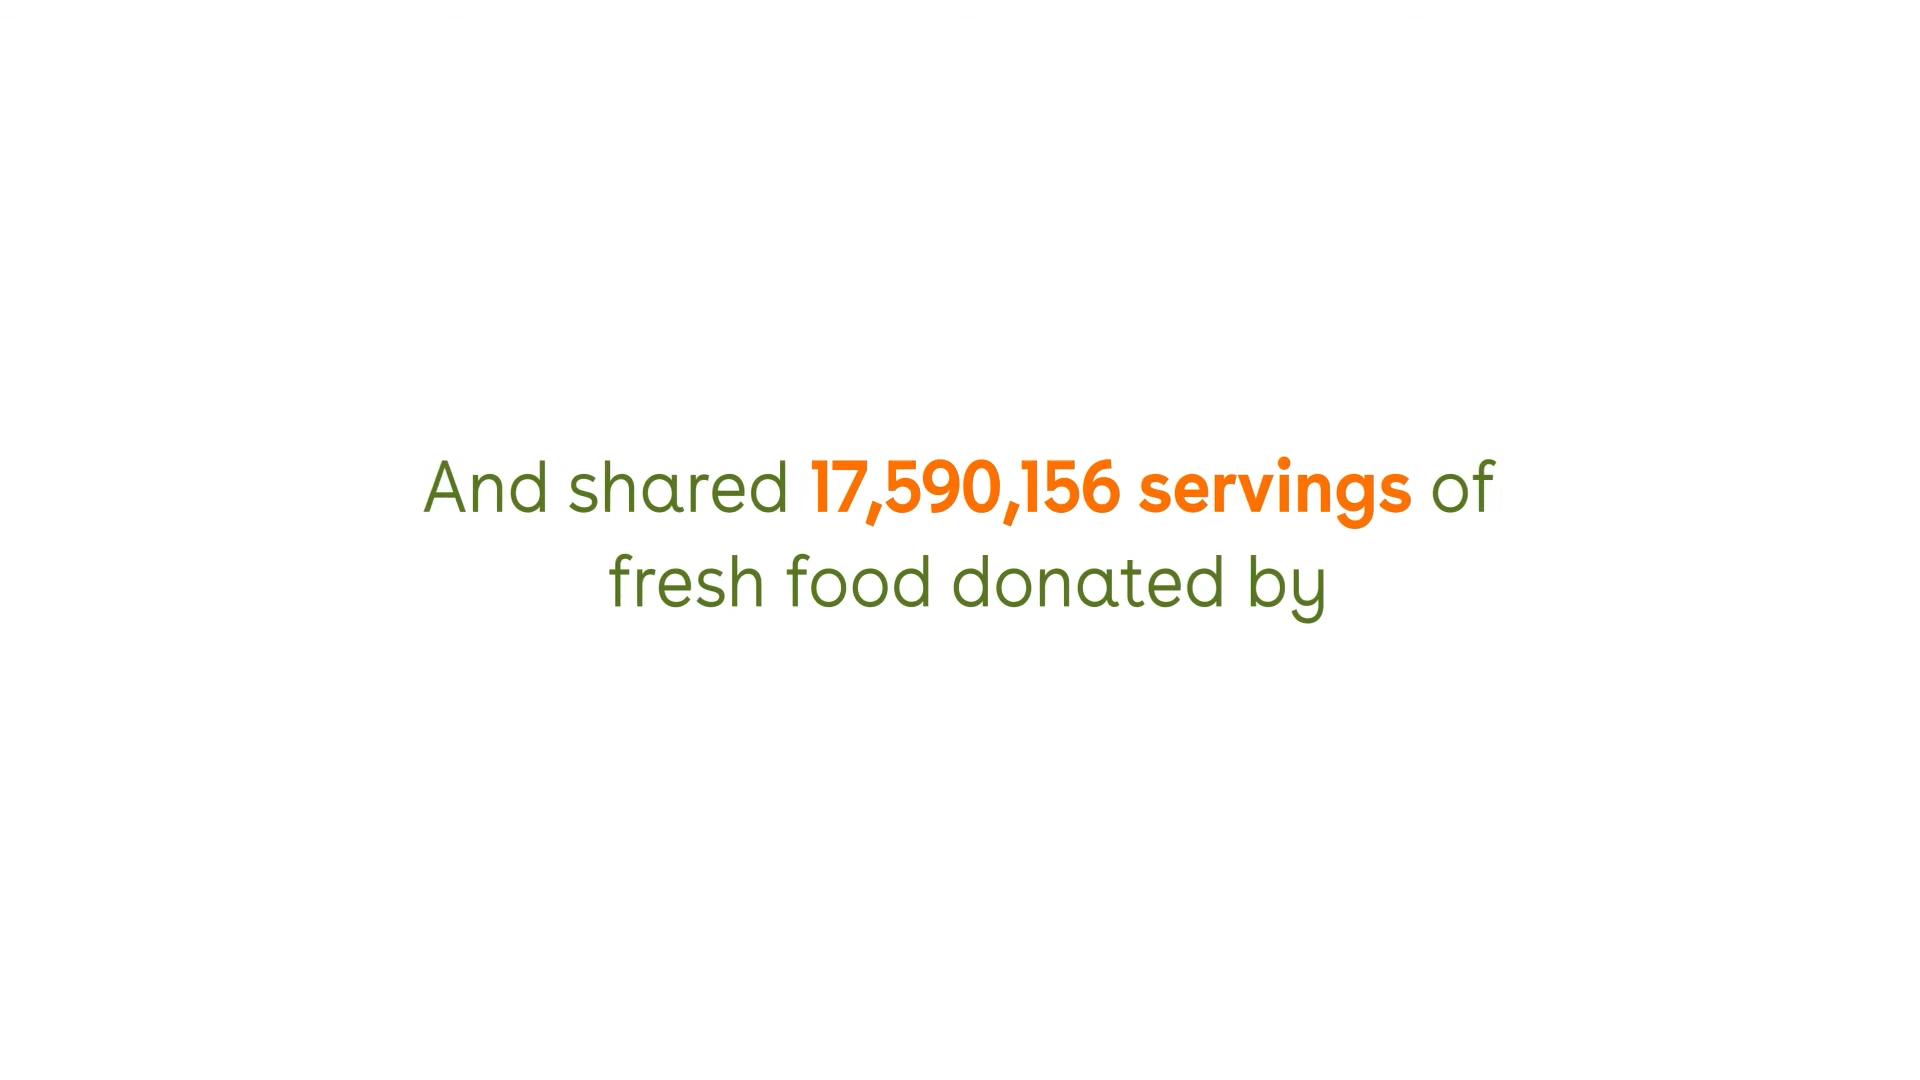 And shared 17,590,156 servings of
fresh food donated by